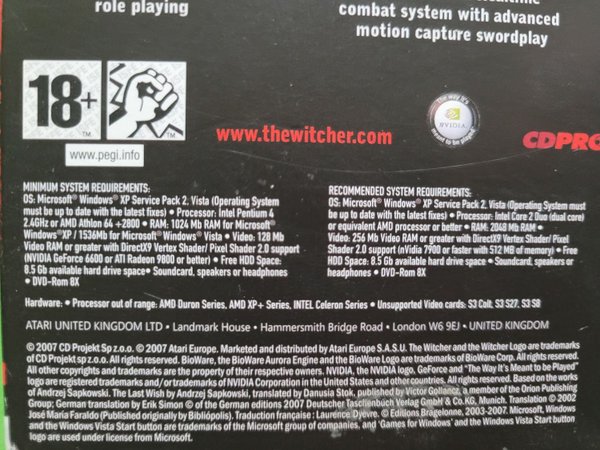 role playing
combat system with advanced
motion capture swordplay
18+
TM
TM
www.pegi.info
www.thewitcher.com
NVIDIA
CDPRO
MINIMUM SYSTEM REQUIREMENTS:
OS: Microsoft® Windows® XP Service Pack 2, Vista (Operating System
must be up to date with the latest fixes) • Processor: Intel Pentium 4
2.4GHz or AMD Athlon 64 +2800 • RAM: 1024 Mb RAM for Microsoft®
Windows®XP / 1536Mb for Microsoft® Windows® Vista • Video: 128 MB
Video RAM or greater with DirectX9 Vertex Shader/ Pixel Shader 2.0 support
(NVIDIA GeForce 6600 or ATI Radeon 9800 or better) • Free HDD Space:
8.5 Gb available hard drive space• Soundcard, speakers or headphones
• DVD-Rom 8X
RECOMMENDED SYSTEM REQUIREMENTS:
OS: Microsoft® Windows® XP Service Pack 2, Vista (Operating System must
be up to date with the latest fixes) • Processor: Intel Core 2 Duo (dual core)
or equivalent AMD processor or better • RAM: 2048 Mb RAM •
Video: 256 MB Video RAM or greater with DirectX9 Vertex Shader/ Pixel
Shader 2.0 support (nVidia 7900 or faster with 512 MB of memory) • Free
HDD Space: 8.5 Gb available hard drive space • Soundcard, speakers or
headphones • DVD-Rom 8X
Hardware: • Processor out of range: AMD Duron Series, AMD XP+ Series, INTEL Celeron Series • Unsupported Video cards: S3 Colt, S3 S27, S3 S8
ATARI UNITED KINGDOM LTD • Landmark House • Hammersmith Bridge Road • London W6 9EJ • UNITED KINGDOM
© 2007 CD Projekt Sp z o.o. © 2007 Atari Europe. Marketed and distributed by Atari Europe S.A.S.U. The Witcher and the Witcher Logo are trademarks
of CD Projekt sp z o.o. All rights reserved. BioWare, the BioWare Aurora Engine and the BioWare Logo are trademarks of BioWare Corp. All rights reserved.
All other copyrights and trademarks are the property of their respective owners. NVIDIA, the NVIDIA logo, GeForce and "The Way It's Meant to be Played"
logo are registered trademarks and/or trademarks of NVIDIA Corporation in the United States and other countries. All rights reserved. Based on the works
of Andrzej Sapkowski. The Last Wish by Andrzej Sapkowski, translated by Danusia Stok, published by Victor Gollancz, a member of the Orion Publishing
Group; German translation by Erik Simon © of the German editions 2007 Deutscher Taschenbuch Verlag GmbH & Co.KG, Munich. Translation © 2002
José María Faraldo (Published originally by Bibliópolis). Traduction française : Laurence Dyèvre. © Editions Bragelonne, 2003-2007. Microsoft, Windows
and the Windows Vista Start button are trademarks of the Microsoft group of companies, and 'Games for Windows' and the Windows Vista Start button
logo are used under license from Microsoft.